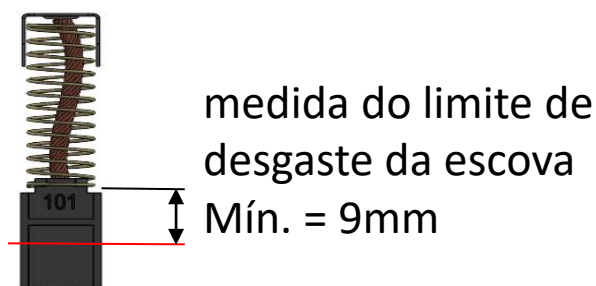 medida do limite de
desgaste da escova
101
Mín. = 9mm